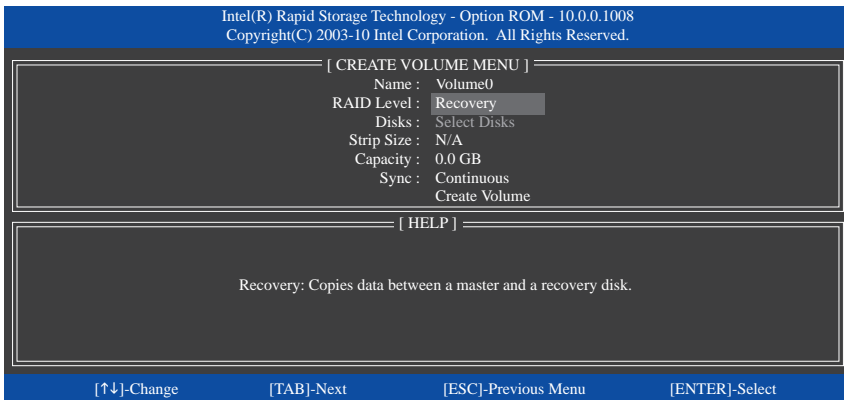 Intel(R) Rapid Storage Technology - Option ROM - 10.0.0.1008
Copyright(C) 2003-10 Intel Corporation. All Rights Reserved.
[ CREATE VOLUME MENU ]
Name : Volume0
RAID Level : Recovery
Disks : Select Disks
Strip Size : N/A
Capacity : 0.0 GB
Sync : Continuous
Create Volume
[ HELP ]
Recovery: Copies data between a master and a recovery disk.
[↑↓]-Change [TAB]-Next [ESC]-Previous Menu [ENTER]-Select